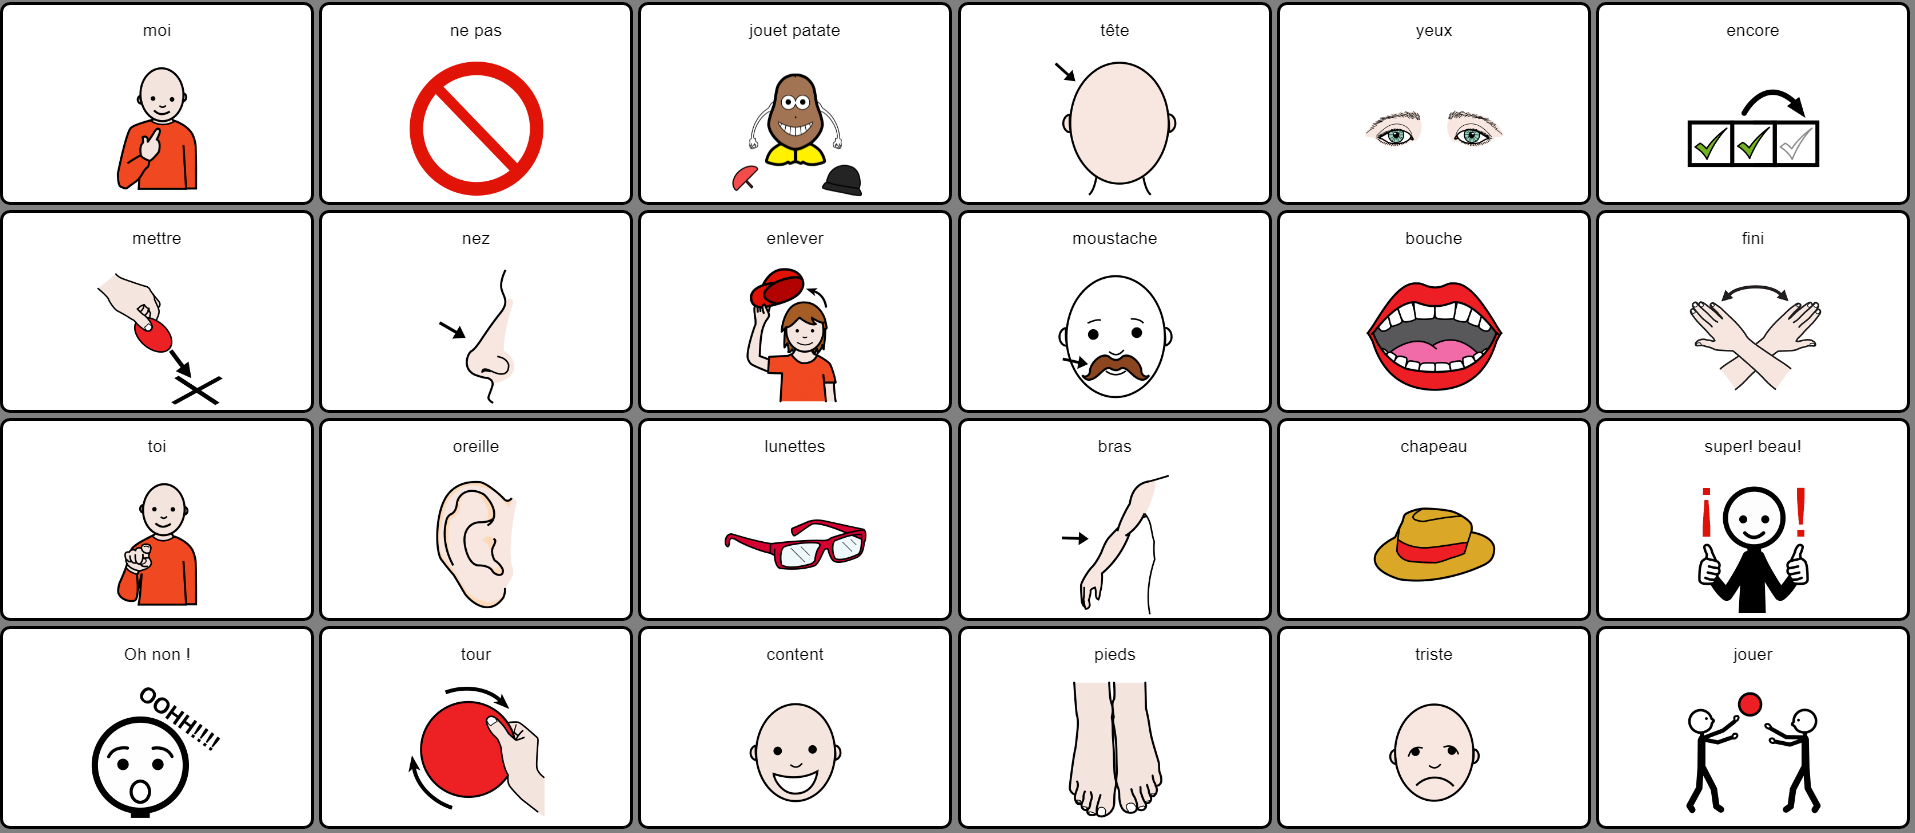 moi
ne pas
jouet patate
tête
yeux
encore
mettre
nez
enlever
moustache
bouche
fini
toi
oreille
lunettes
bras
chapeau
super! beau!
¡ !
Oh non !
OOHH!!!!
tour
content
pieds
triste
jouer